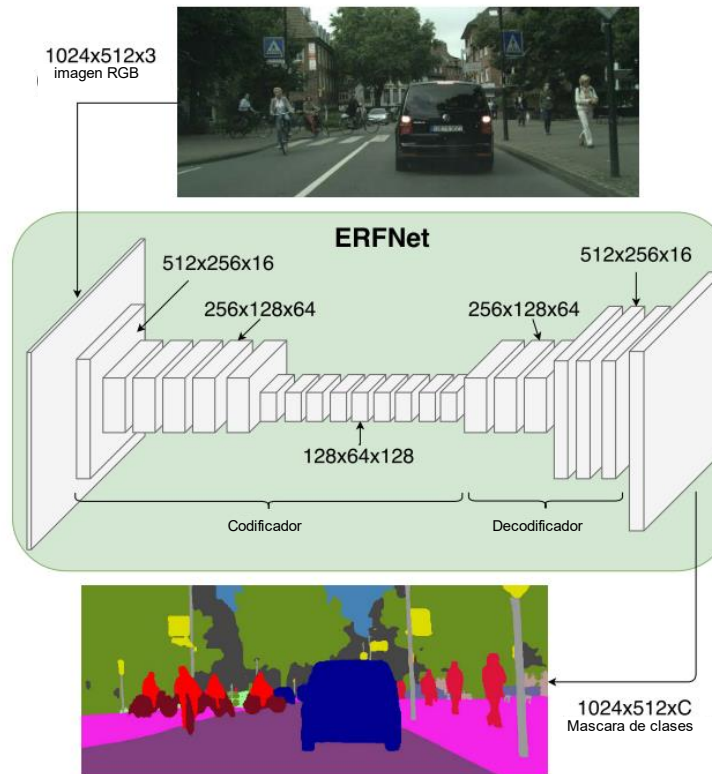 1024x512x3
imagen RGB
ERFNet
512x256x16
512x256x16
256x128x64
256x128x64
128x64x128
Codificador
Decodificador
1024x512xC
Mascara de clases